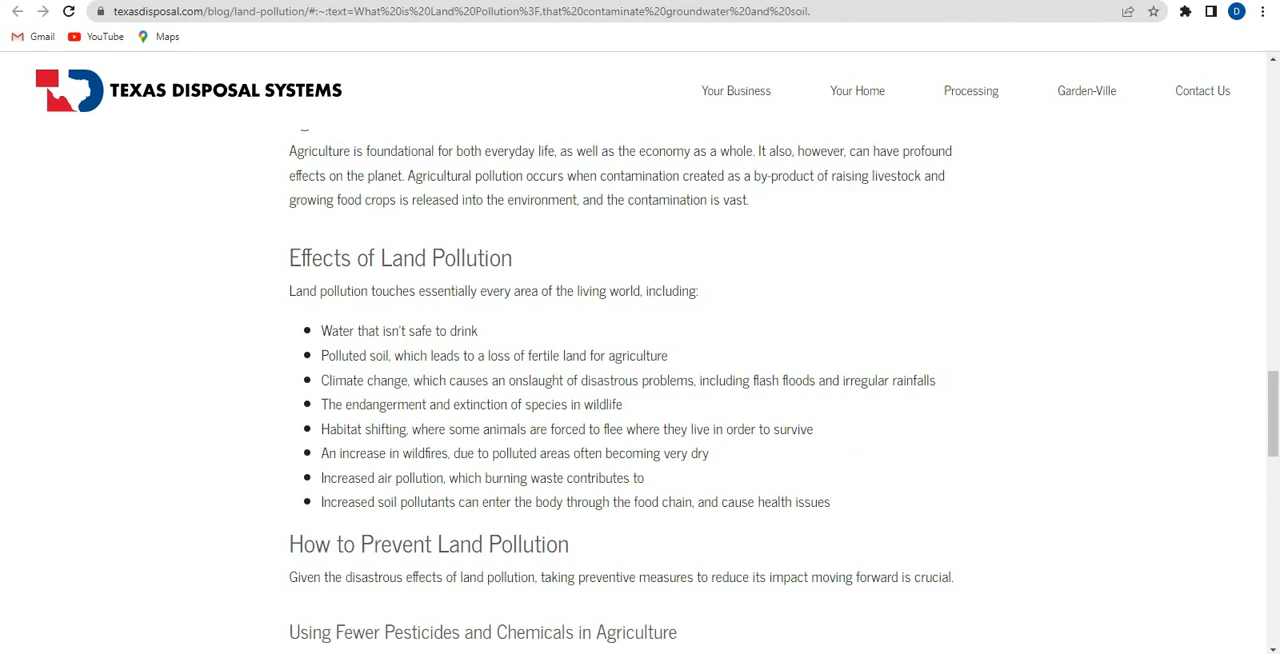 texasdisposal.com/blog/land-pollution/#:~:text=What%20is%20Land%20Pollution%3F,that%20contaminate%20groundwater%20and%20soil.
D
Gmail YouTube Maps
TEXAS DISPOSAL SYSTEMS
Your Business Your Home Processing Garden-Ville Contact Us
Agriculture is foundational for both everyday life, as well as the economy as a whole. It also, however, can have profound
effects on the planet. Agricultural pollution occurs when contamination created as a by-product of raising livestock and
growing food crops is released into the environment, and the contamination is vast.
Effects of Land Pollution
Land pollution touches essentially every area of the living world, including:
Water that isn't safe to drink
Polluted soil, which leads to a loss of fertile land for agriculture
Climate change, which causes an onslaught of disastrous problems, including flash floods and irregular rainfalls
The endangerment and extinction of species in wildlife
Habitat shifting, where some animals are forced to flee where they live in order to survive
An increase in wildfires, due to polluted areas often becoming very dry
Increased air pollution, which burning waste contributes to
Increased soil pollutants can enter the body through the food chain, and cause health issues
How to Prevent Land Pollution
Given the disastrous effects of land pollution, taking preventive measures to reduce its impact moving forward is crucial.
Using Fewer Pesticides and Chemicals in Agriculture